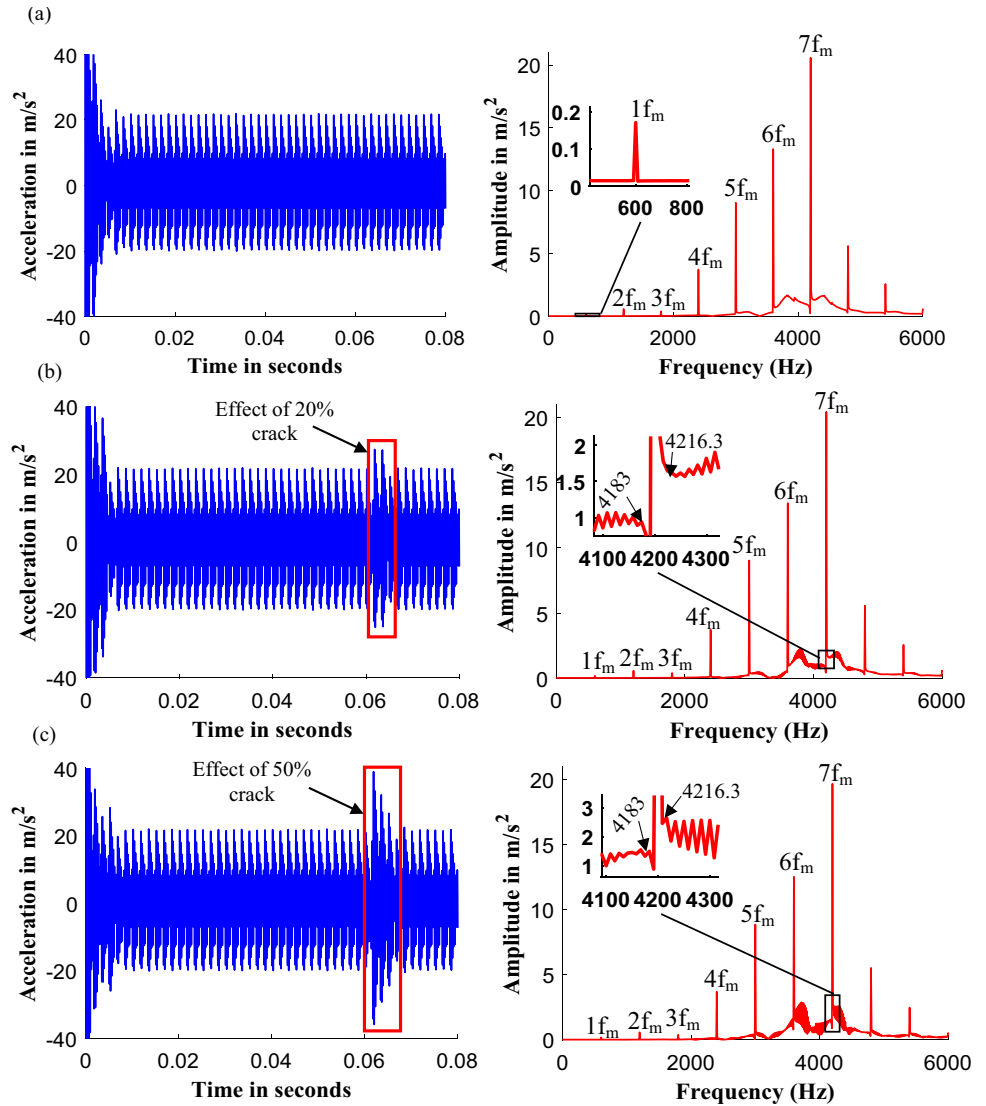 (a)
Acceleration in m/s²
40
20
0
-20
-40
0 0.02 0.04 0.06 0.08
Time in seconds
Amplitude in m/s²
20
15
10
5
0
0 2000 4000 6000
Frequency (Hz)
0.2
0.1
0
600 800
1fₘ
2fₘ 3fₘ
4fₘ
5fₘ
6fₘ
7fₘ
(b)
Acceleration in m/s²
40
20
0
-20
-40
0 0.02 0.04 0.06 0.08
Time in seconds
Effect of 20%
crack
Amplitude in m/s²
20
15
10
5
0
0 2000 4000 6000
Frequency (Hz)
2
1.5
1
4100 4200 4300
4183
4216.3
1fₘ 2fₘ 3fₘ
4fₘ
5fₘ
6fₘ
7fₘ
(c)
Acceleration in m/s²
40
20
0
-20
-40
0 0.02 0.04 0.06 0.08
Time in seconds
Effect of 50%
crack
Amplitude in m/s²
20
15
10
5
0
0 2000 4000 6000
Frequency (Hz)
3
2
1
4100 4200 4300
4183
4216.3
1fₘ 2fₘ 3fₘ
4fₘ
5fₘ
6fₘ
7fₘ